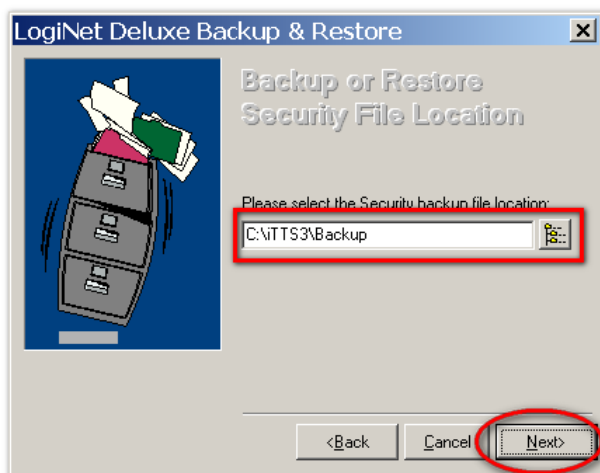 LogiNet Deluxe Backup & Restore
Backup or Restore
Security File Location
Please select the Security backup file location:
C:\iTTS3\Backup
<Back Cancel Next>